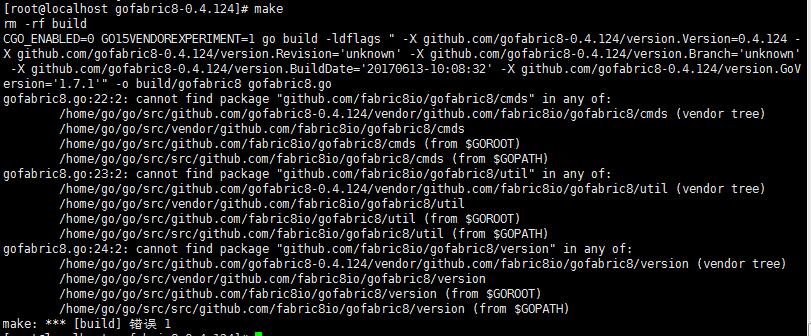 [root@localhost gofabric8-0.4.124]# make
rm -rf build
CGO_ENABLED=0 GO15VENDOREXPERIMENT=1 go build -ldflags " -X github.com/gofabric8-0.4.124/version.Version=0.4.124 -
X github.com/gofabric8-0.4.124/version.Revision='unknown' -X github.com/gofabric8-0.4.124/version.Branch='unknown'
 -X github.com/gofabric8-0.4.124/version.BuildDate='20170613-10:08:32' -X github.com/gofabric8-0.4.124/version.GoV
ersion='1.7.1'" -o build/gofabric8 gofabric8.go
gofabric8.go:22:2: cannot find package "github.com/fabric8io/gofabric8/cmds" in any of:
        /home/go/go/src/github.com/gofabric8-0.4.124/vendor/github.com/fabric8io/gofabric8/cmds (vendor tree)
        /home/go/go/src/vendor/github.com/fabric8io/gofabric8/cmds
        /home/go/go/src/github.com/fabric8io/gofabric8/cmds (from $GOROOT)
        /home/go/go/src/github.com/fabric8io/gofabric8/cmds (from $GOPATH)
gofabric8.go:23:2: cannot find package "github.com/fabric8io/gofabric8/util" in any of:
        /home/go/go/src/github.com/gofabric8-0.4.124/vendor/github.com/fabric8io/gofabric8/util (vendor tree)
        /home/go/go/src/vendor/github.com/fabric8io/gofabric8/util
        /home/go/go/src/github.com/fabric8io/gofabric8/util (from $GOROOT)
        /home/go/go/src/github.com/fabric8io/gofabric8/util (from $GOPATH)
gofabric8.go:24:2: cannot find package "github.com/fabric8io/gofabric8/version" in any of:
        /home/go/go/src/github.com/gofabric8-0.4.124/vendor/github.com/fabric8io/gofabric8/version (vendor tree)
        /home/go/go/src/vendor/github.com/fabric8io/gofabric8/version
        /home/go/go/src/github.com/fabric8io/gofabric8/version (from $GOROOT)
        /home/go/go/src/github.com/fabric8io/gofabric8/version (from $GOPATH)
make: *** [build] 错误 1